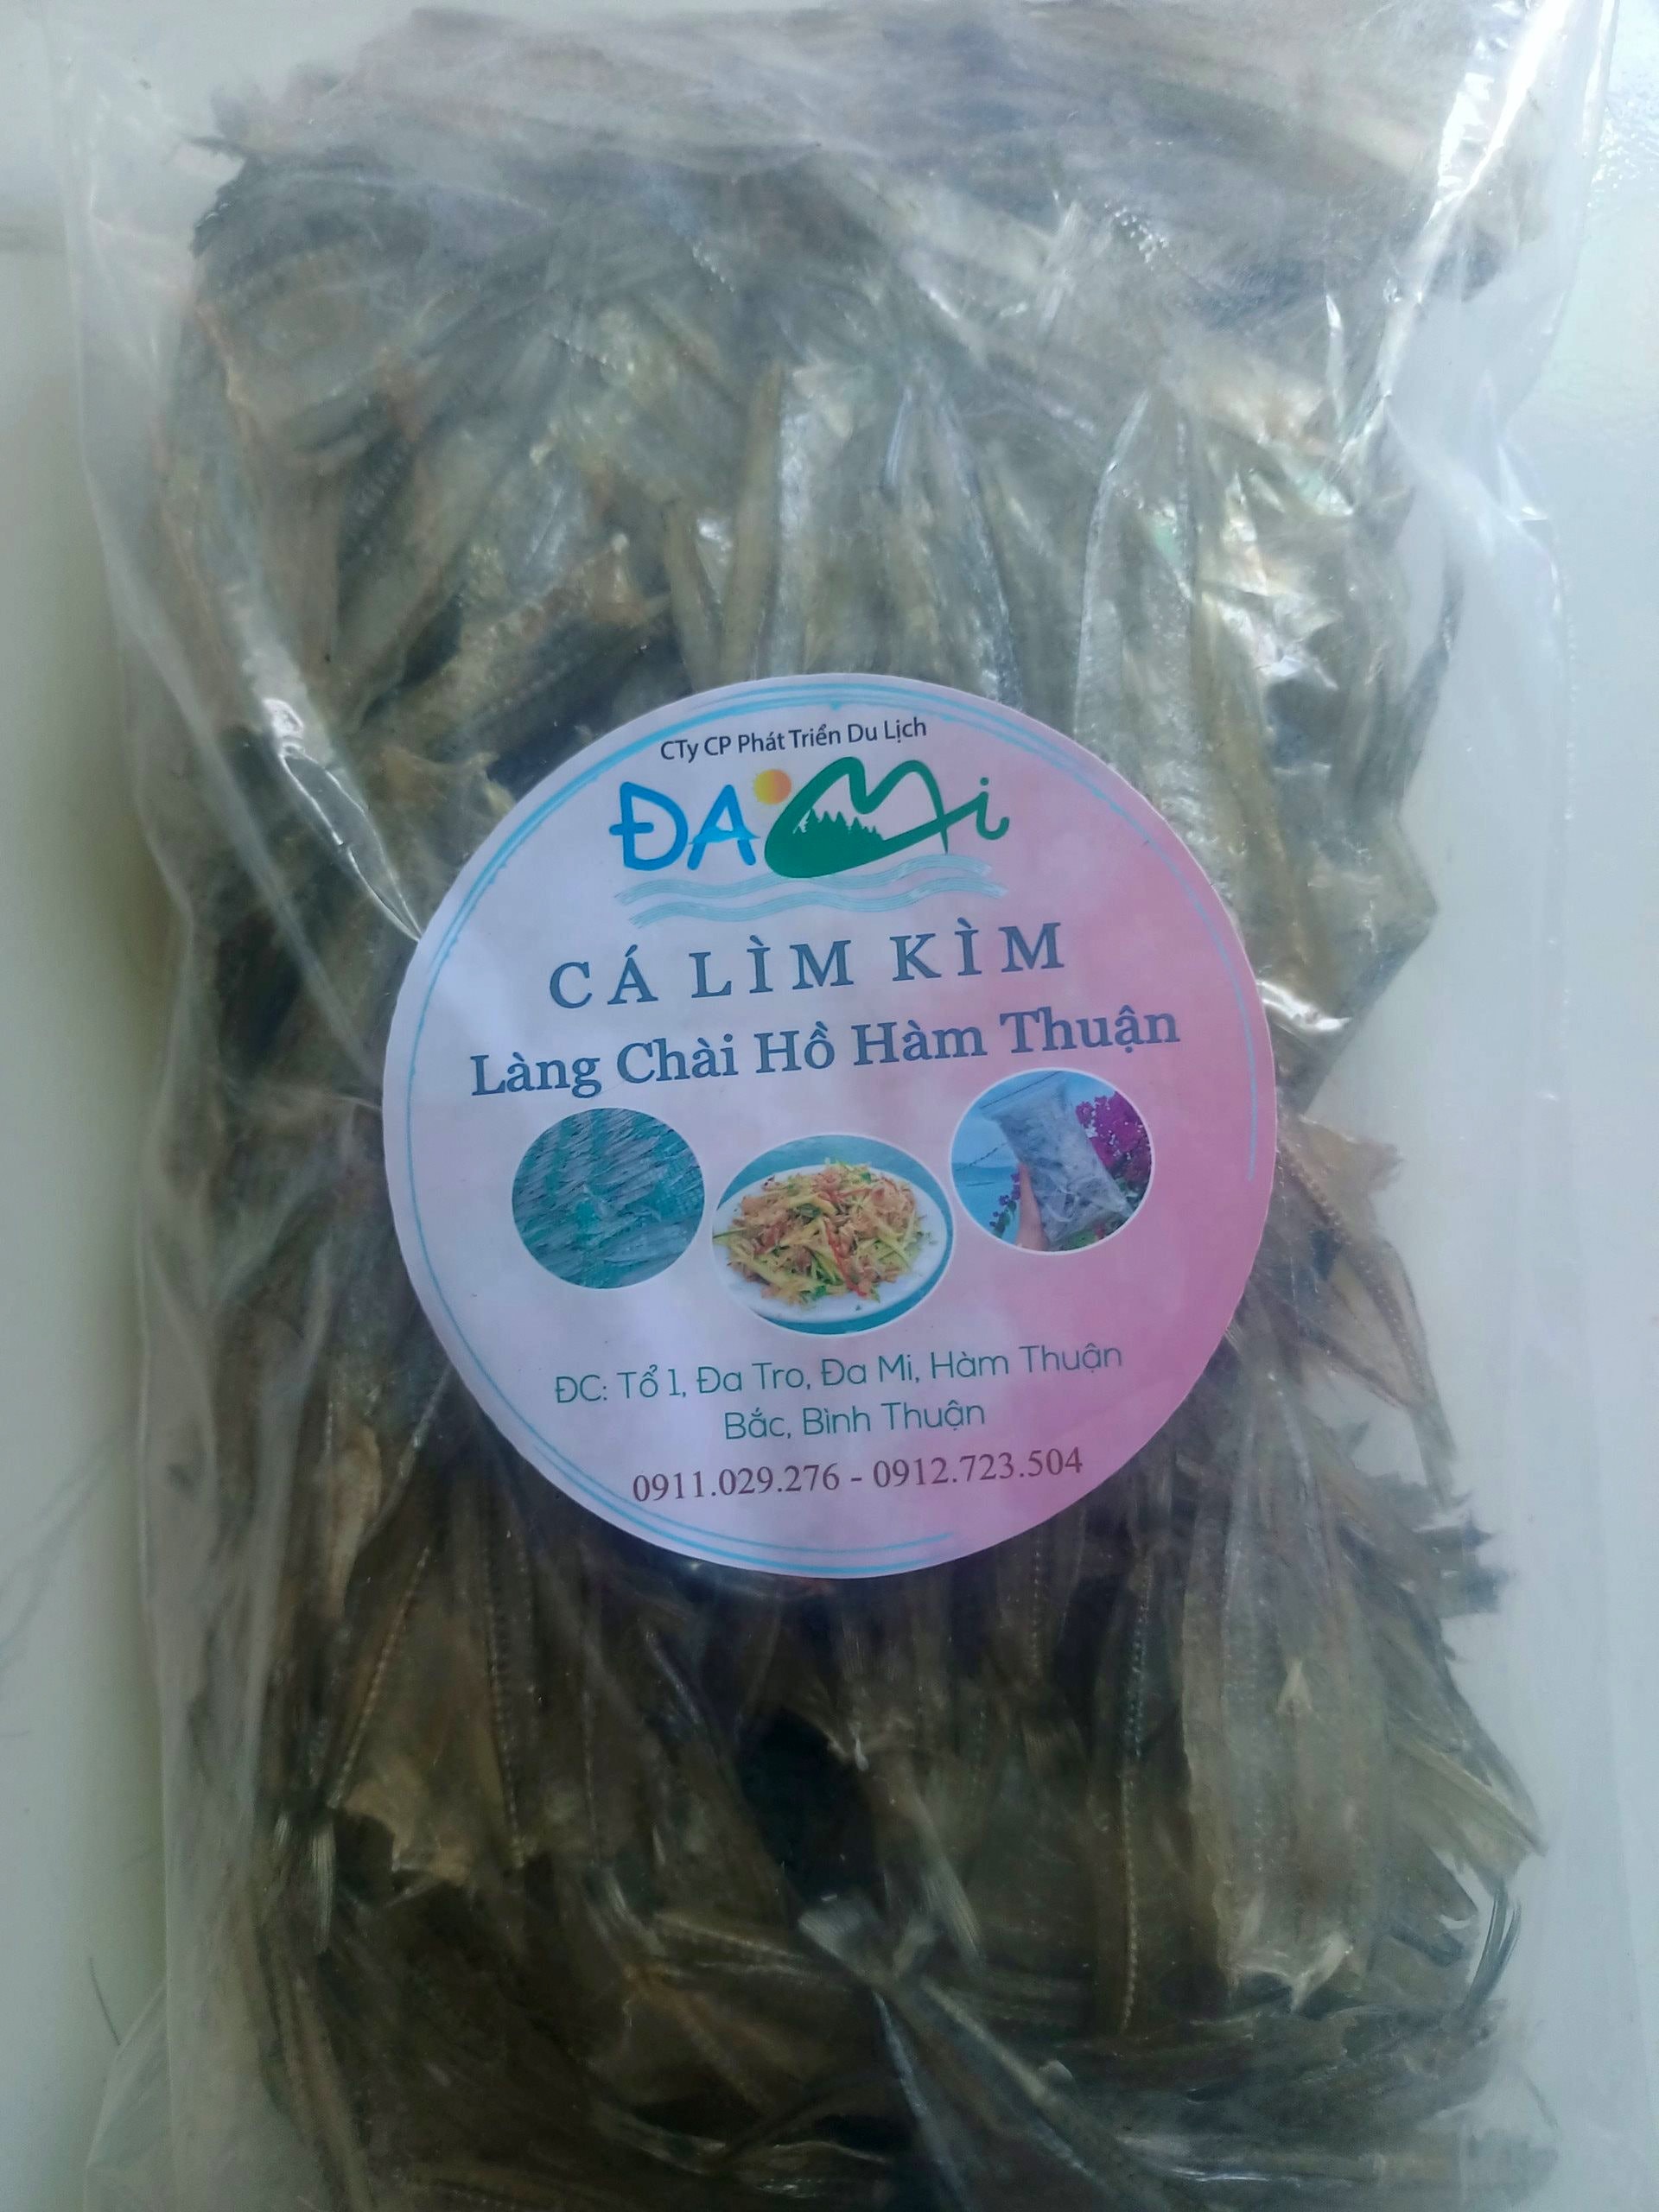 CTy CP Phát Triển Du Lịch
ĐA Mi
CÁ LÌM KÌM
Làng Chài Hồ Hàm Thuận
ĐC: Tổ 1, Đa Tro, Đa Mi, Hàm Thuận
Bắc, Bình Thuận
0911.029.276 - 0912.723.504